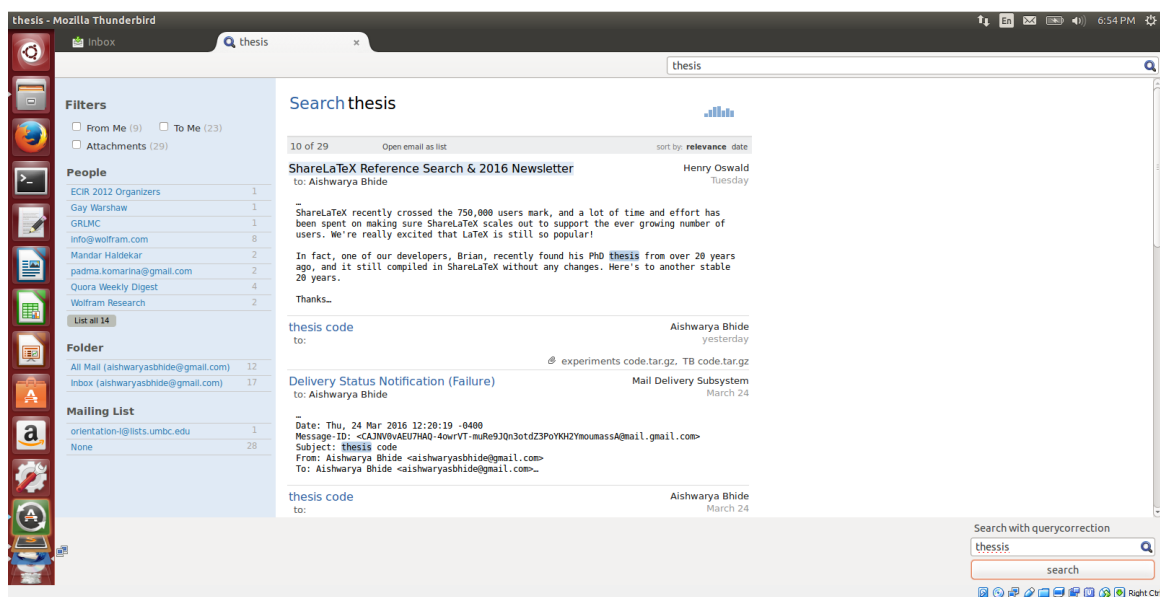 thesis - Mozilla Thunderbird
En
6:54 PM
Inbox
thesis
×
thesis
Filters
From Me (9) To Me (23)
Attachments (29)
People
ECIR 2012 Organizers 1
Gay Warshaw 1
GRLMC 1
info@wolfram.com 8
Mandar Haldekar 2
padma.komarina@gmail.com 2
Quora Weekly Digest 4
Wolfram Research 2
List all 14
Folder
All Mail (aishwaryasbhide@gmail.com) 12
Inbox (aishwaryasbhide@gmail.com) 17
Mailing List
orientation-l@lists.umbc.edu 1
None 28
Search thesis
10 of 29 Open email as list sort by: relevance date
ShareLaTeX Reference Search & 2016 Newsletter Henry Oswald
to: Aishwarya Bhide Tuesday
…
ShareLaTeX recently crossed the 750,000 users mark, and a lot of time and effort has
been spent on making sure ShareLaTeX scales out to support the ever growing number of
users. We're really excited that LaTeX is still so popular!
In fact, one of our developers, Brian, recently found his PhD thesis from over 20 years
ago, and it still compiled in ShareLaTeX without any changes. Here's to another stable
20 years.
Thanks…
thesis code Aishwarya Bhide
to: yesterday
experiments code.tar.gz, TB code.tar.gz
Delivery Status Notification (Failure) Mail Delivery Subsystem
to: Aishwarya Bhide March 24
…
Date: Thu, 24 Mar 2016 12:20:19 -0400
Message-ID: <CAJNV0vAEU7HAQ-4owrVT-muRe9JQn3otdZ3PoYKH2YmoumassA@mail.gmail.com>
Subject: thesis code
From: Aishwarya Bhide <aishwaryasbhide@gmail.com>
To: Aishwarya Bhide <aishwaryasbhide@gmail.com>…
thesis code Aishwarya Bhide
to: March 24
Search with querycorrection
thessis
search
Right Ctr